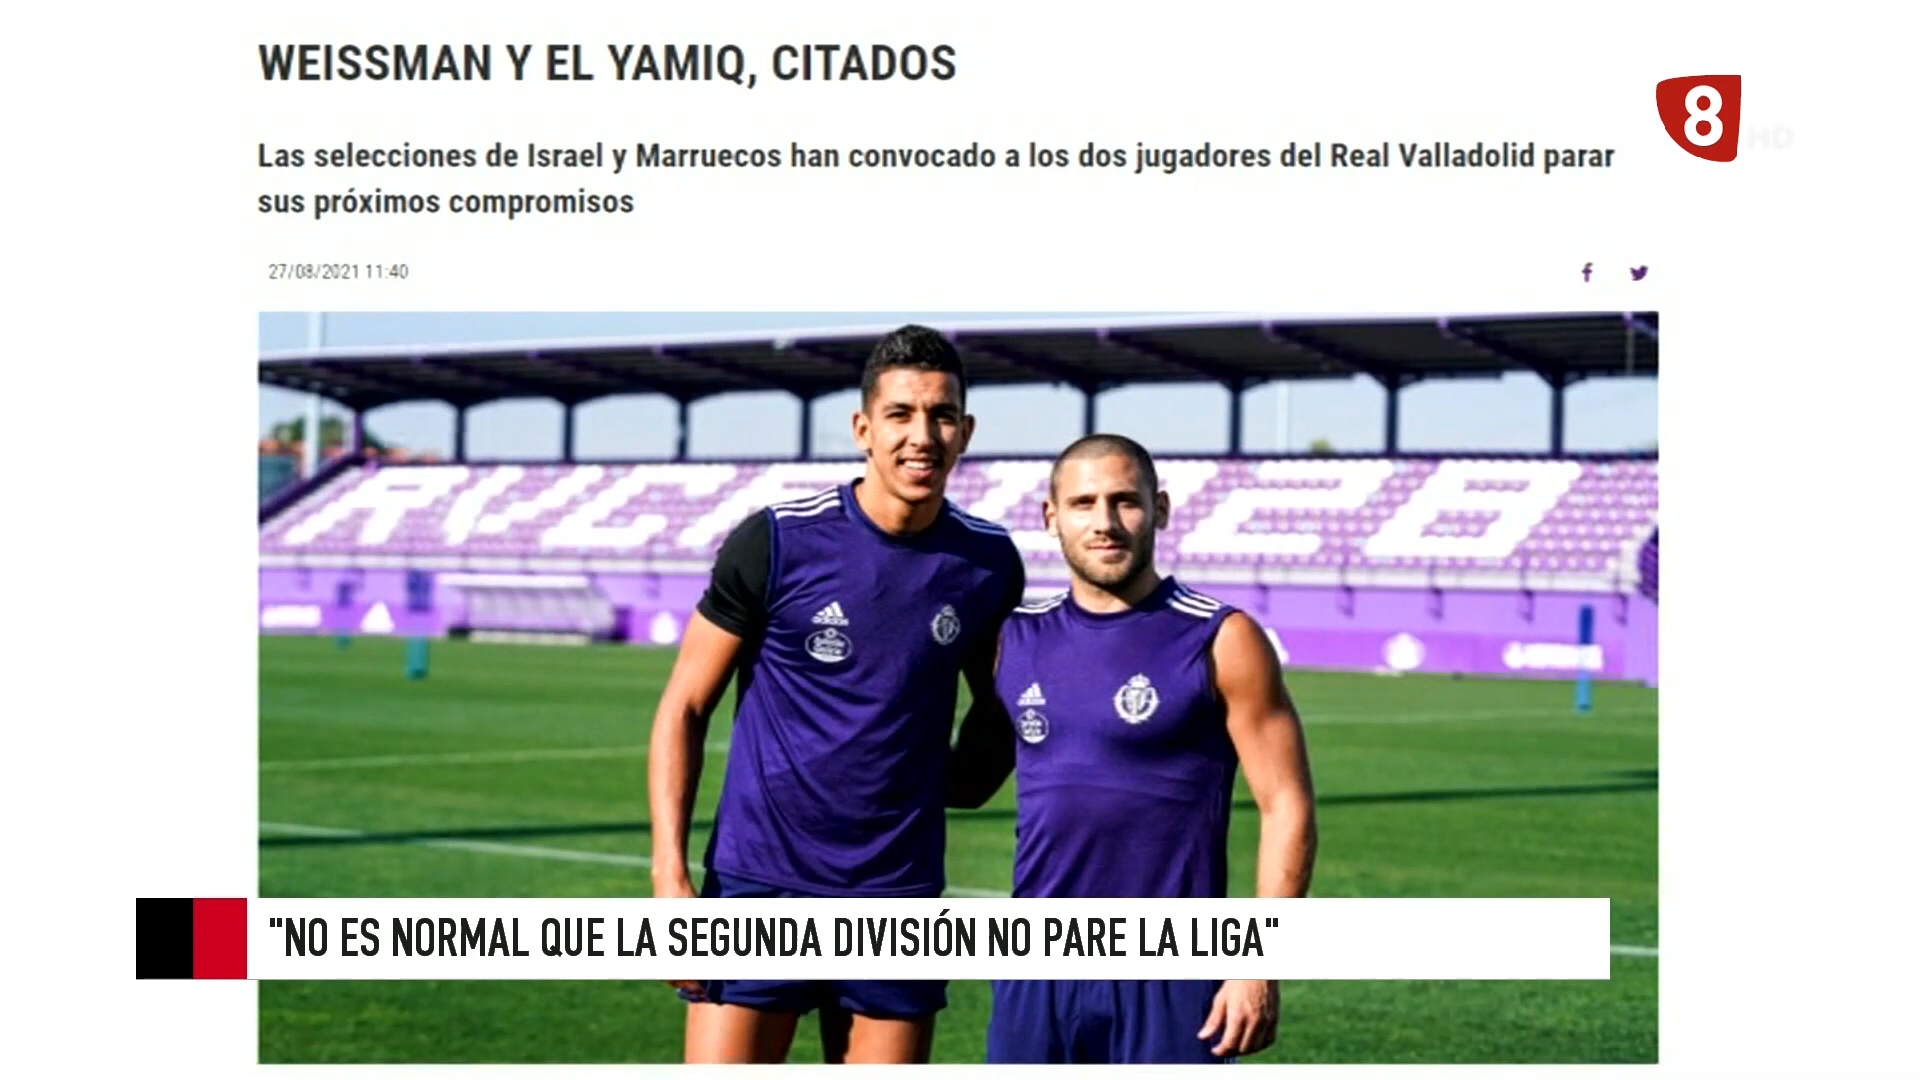 WEISSMAN Y EL YAMIQ, CITADOS
8
HD
Las selecciones de Israel y Marruecos han convocado a los dos jugadores del Real Valladolid parar
sus próximos compromisos
27/08/2021 11:40
adidas
"NO ES NORMAL QUE LA SEGUNDA DIVISIÓN NO PARE LA LIGA"